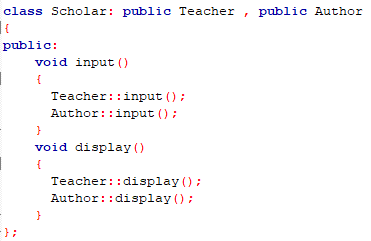 class Scholar: public Teacher , public Author
{
public:
    void input()
    {
      Teacher::input();
      Author::input();
    }
    void display()
    {
      Teacher::display();
      Author::display();
    }
};